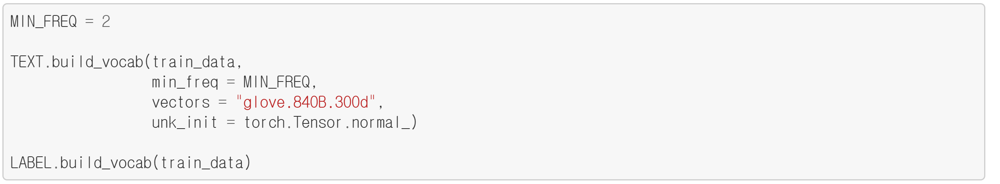 MIN_FREQ = 2
TEXT.build_vocab(train_data,
min_freq = MIN_FREQ,
vectors = "glove.840B.300d",
unk_init = torch.Tensor.normal_)
LABEL.build_vocab(train_data)